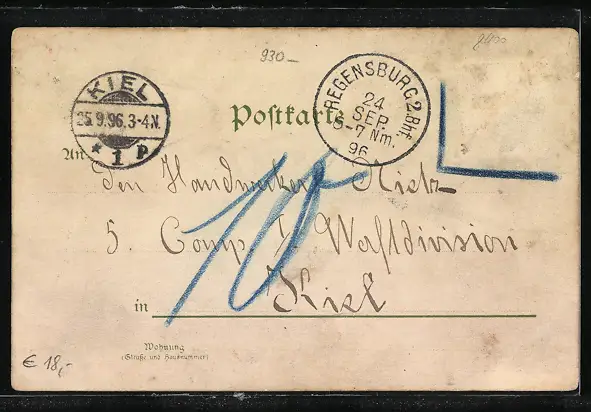 930 –
KIEL
25.9.96.3-4N.
* 1 P
REGENSBURG 2. Bhf.
24
SEP.
6-7 Nm.
96
Postkarte
An
Den Handwerker
5. Comp I. Werftdivision
10
in Kiel
Wohnung
(Straße und Hausnummer)
€ 18,-